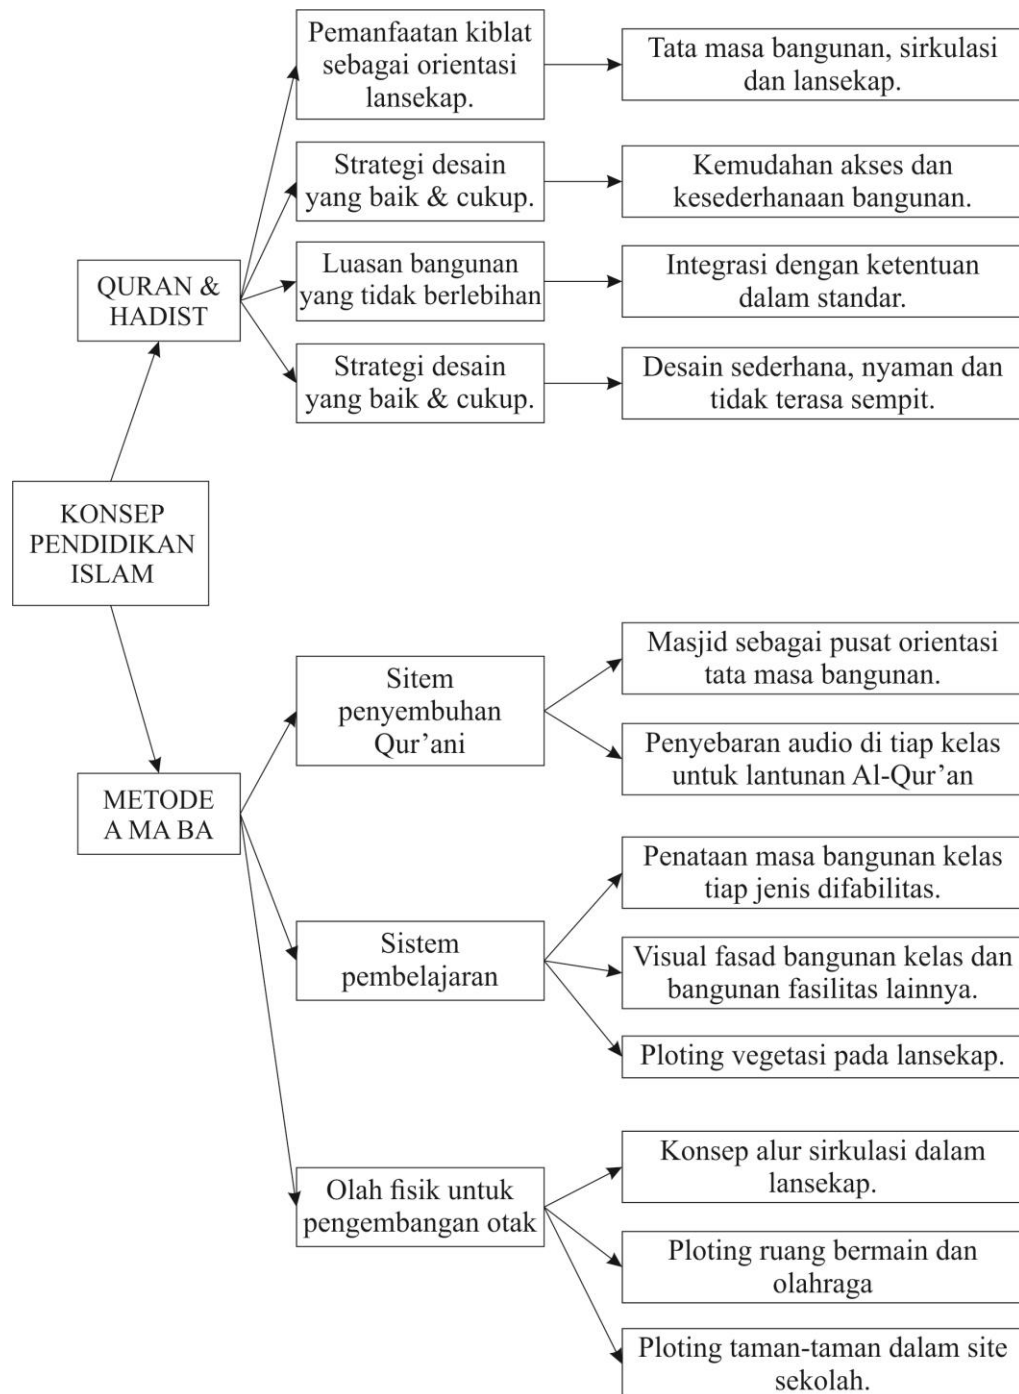 Pemanfaatan kiblat
sebagai orientasi
lansekap.
Tata masa bangunan, sirkulasi
dan lansekap.
Strategi desain
yang baik & cukup.
Kemudahan akses dan
kesederhanaan bangunan.
QURAN &
HADIST
Luasan bangunan
yang tidak berlebihan
Integrasi dengan ketentuan
dalam standar.
Strategi desain
yang baik & cukup.
Desain sederhana, nyaman dan
tidak terasa sempit.
KONSEP
PENDIDIKAN
ISLAM
METODE
A MA BA
Sitem
penyembuhan
Qur’ani
Masjid sebagai pusat orientasi
tata masa bangunan.
Penyebaran audio di tiap kelas
untuk lantunan Al-Qur’an
Sistem
pembelajaran
Penataan masa bangunan kelas
tiap jenis difabilitas.
Visual fasad bangunan kelas dan
bangunan fasilitas lainnya.
Ploting vegetasi pada lansekap.
Olah fisik untuk
pengembangan otak
Konsep alur sirkulasi dalam
lansekap.
Ploting ruang bermain dan
olahraga
Ploting taman-taman dalam site
sekolah.